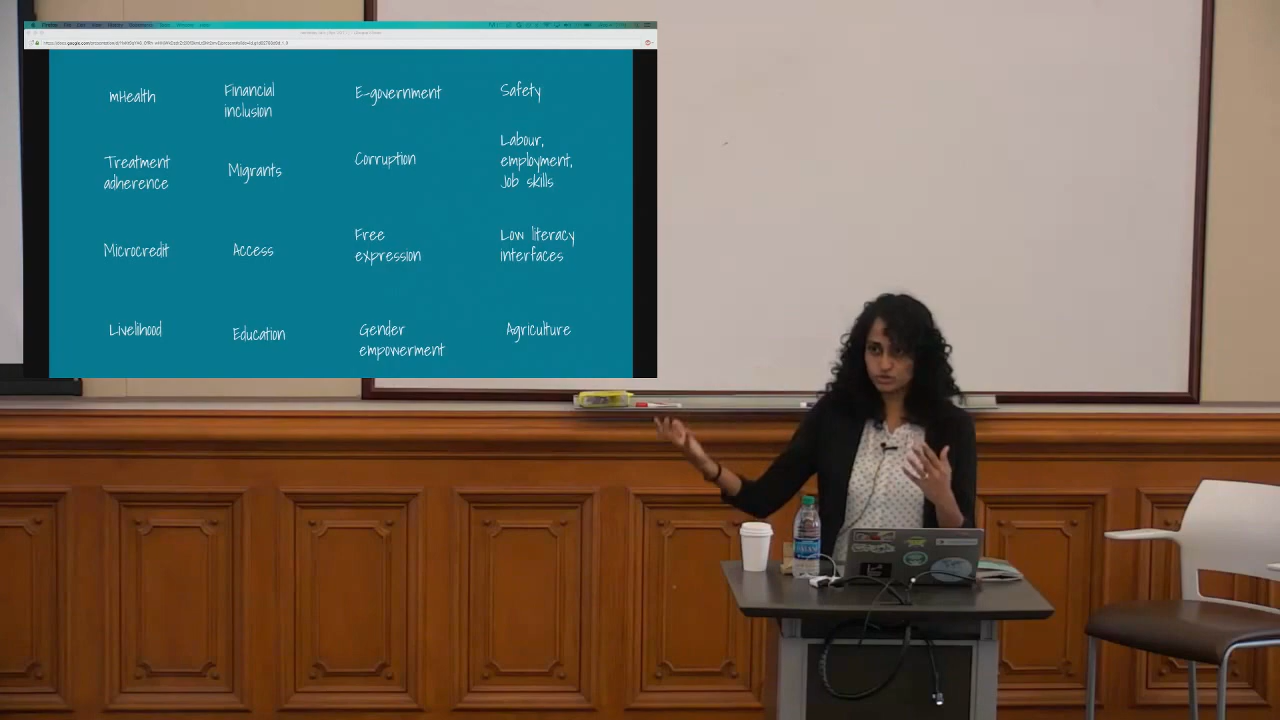 mHealth
Financial
inclusion
E-government
Safety
Treatment
adherence
Migrants
Corruption
Labour,
employment,
Job skills
Microcredit
Access
Free
expression
Low literacy
interfaces
Livelihood
Education
Gender
empowerment
Agriculture